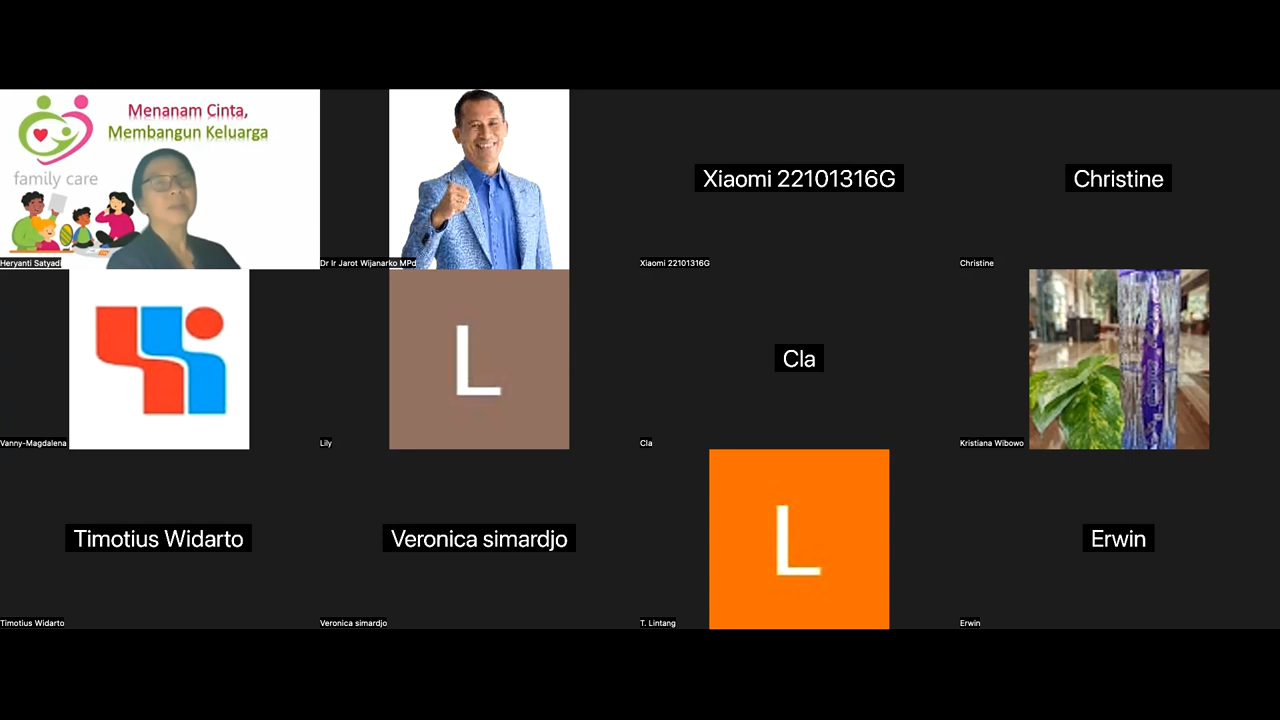 Menanam Cinta,
Membangun Keluarga
family care
Heryanti Satyadi
Dr Ir Jarot Wijanarko MPd
Xiaomi 22101316G
Xiaomi 22101316G
Christine
Christine
Vanny-Magdalena
L
Lily
Cla
Cla
Kristiana Wibowo
Timotius Widarto
Timotius Widarto
Veronica simardjo
Veronica simardjo
L
T. Lintang
Erwin
Erwin